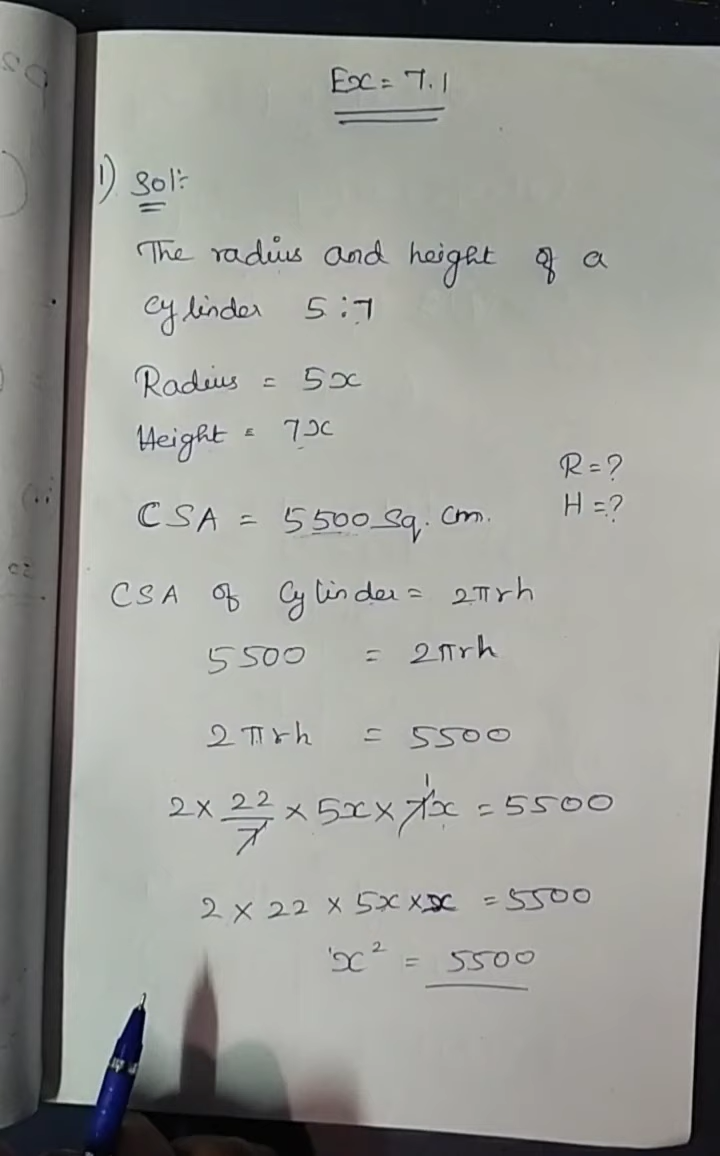 Ex = 7.1
1) Sol:
The radius and height of a
cylinder 5:7
Radius = 5x
Height = 7x
R = ?
H = ?
CSA = 5500 Sq. cm.
CSA of Cylinder = 2πrh
5500 = 2πrh
2πrh = 5500
2 × 22/7 × 5x × 7x = 5500
1
2 × 22 × 5x × x = 5500
x² = 5500